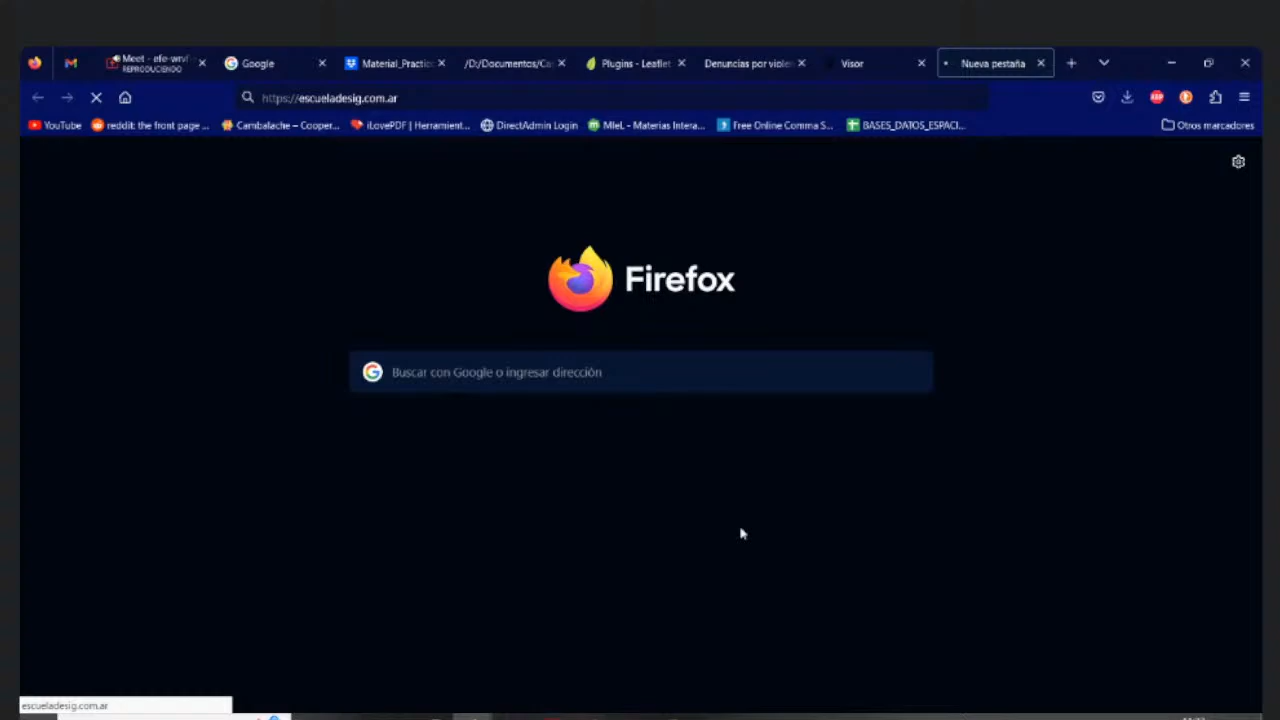 Meet - efe-wrvf
REPRODUCIENDO
Google
Material_Practic
/D:/Documentos/Ca
Plugins - Leaflet
Denuncias por viole
Visor
Nueva pestaña
https://escueladesig.com.ar
YouTube
reddit: the front page ...
Cambalache – Cooper...
iLovePDF | Herramient...
DirectAdmin Login
MIeL - Materias Intera...
Free Online Comma S...
BASES_DATOS_ESPACI...
Otros marcadores
Firefox
Buscar con Google o ingresar dirección
escueladesig.com.ar